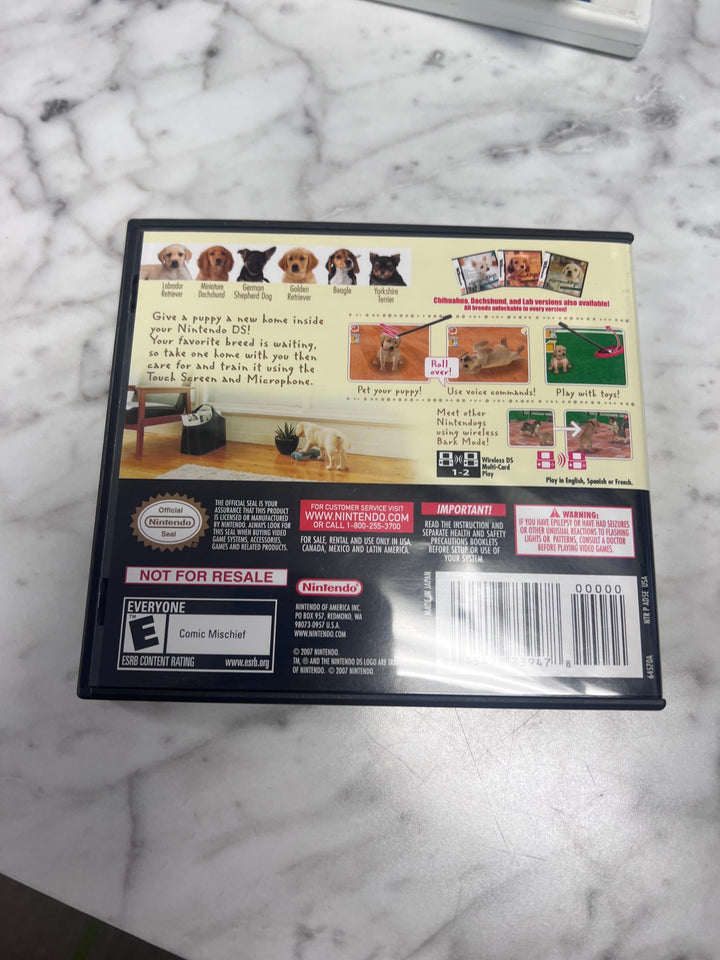 Labrador Retriever
Miniature Dachshund
German Shepherd Dog
Golden Retriever
Beagle
Yorkshire Terrier
Chihuahua, Dachshund, and Lab versions also available!
All breeds unlockable in every version!
Give a puppy a new home inside
your Nintendo DS!
Your favorite breed is waiting,
so take one home with you then
care for and train it using the
Touch Screen and Microphone.
Roll
over!
Pet your puppy!
Use voice commands!
Play with toys!
Meet other
Nintendogs
using wireless
Bark Mode!
1-2
Wireless DS
Multi-Card
Play
Play in English, Spanish or French.
Official
Nintendo
Seal
THE OFFICIAL SEAL IS YOUR
ASSURANCE THAT THIS PRODUCT
IS LICENSED OR MANUFACTURED
BY NINTENDO. ALWAYS LOOK FOR
THIS SEAL WHEN BUYING VIDEO
GAME SYSTEMS, ACCESSORIES,
GAMES AND RELATED PRODUCTS.
FOR CUSTOMER SERVICE VISIT
WWW.NINTENDO.COM
OR CALL 1-800-255-3700
FOR SALE, RENTAL AND USE ONLY IN USA,
CANADA, MEXICO AND LATIN AMERICA.
IMPORTANT!
READ THE INSTRUCTION AND
SEPARATE HEALTH AND SAFETY
PRECAUTIONS BOOKLETS
BEFORE SETUP OR USE OF
YOUR SYSTEM.
WARNING:
IF YOU HAVE EPILEPSY OR HAVE HAD SEIZURES
OR OTHER UNUSUAL REACTIONS TO FLASHING
LIGHTS OR PATTERNS, CONSULT A DOCTOR
BEFORE PLAYING VIDEO GAMES.
NOT FOR RESALE
EVERYONE
E
TM
Comic Mischief
ESRB CONTENT RATING www.esrb.org
Nintendo®
NINTENDO OF AMERICA INC.
PO BOX 957, REDMOND, WA
98073-0957 U.S.A.
WWW.NINTENDO.COM
© 2007 NINTENDO.
TM, ® AND THE NINTENDO DS LOGO ARE
OF NINTENDO. © 2007 NINTENDO.
MADE IN JAPAN
00000
73947 8
NTR P ADSE USA
64570A